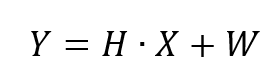 Y = H · X + W